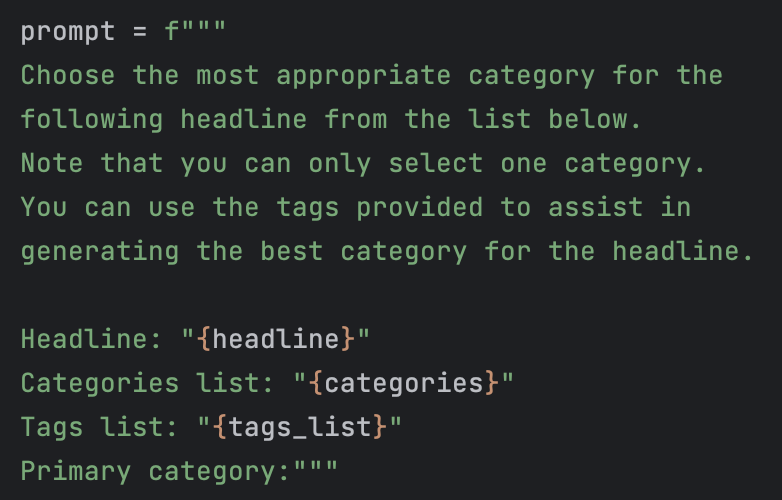 prompt = f"""
Choose the most appropriate category for the
following headline from the list below.
Note that you can only select one category.
You can use the tags provided to assist in
generating the best category for the headline.

Headline: "{headline}"
Categories list: "{categories}"
Tags list: "{tags_list}"
Primary category:"""